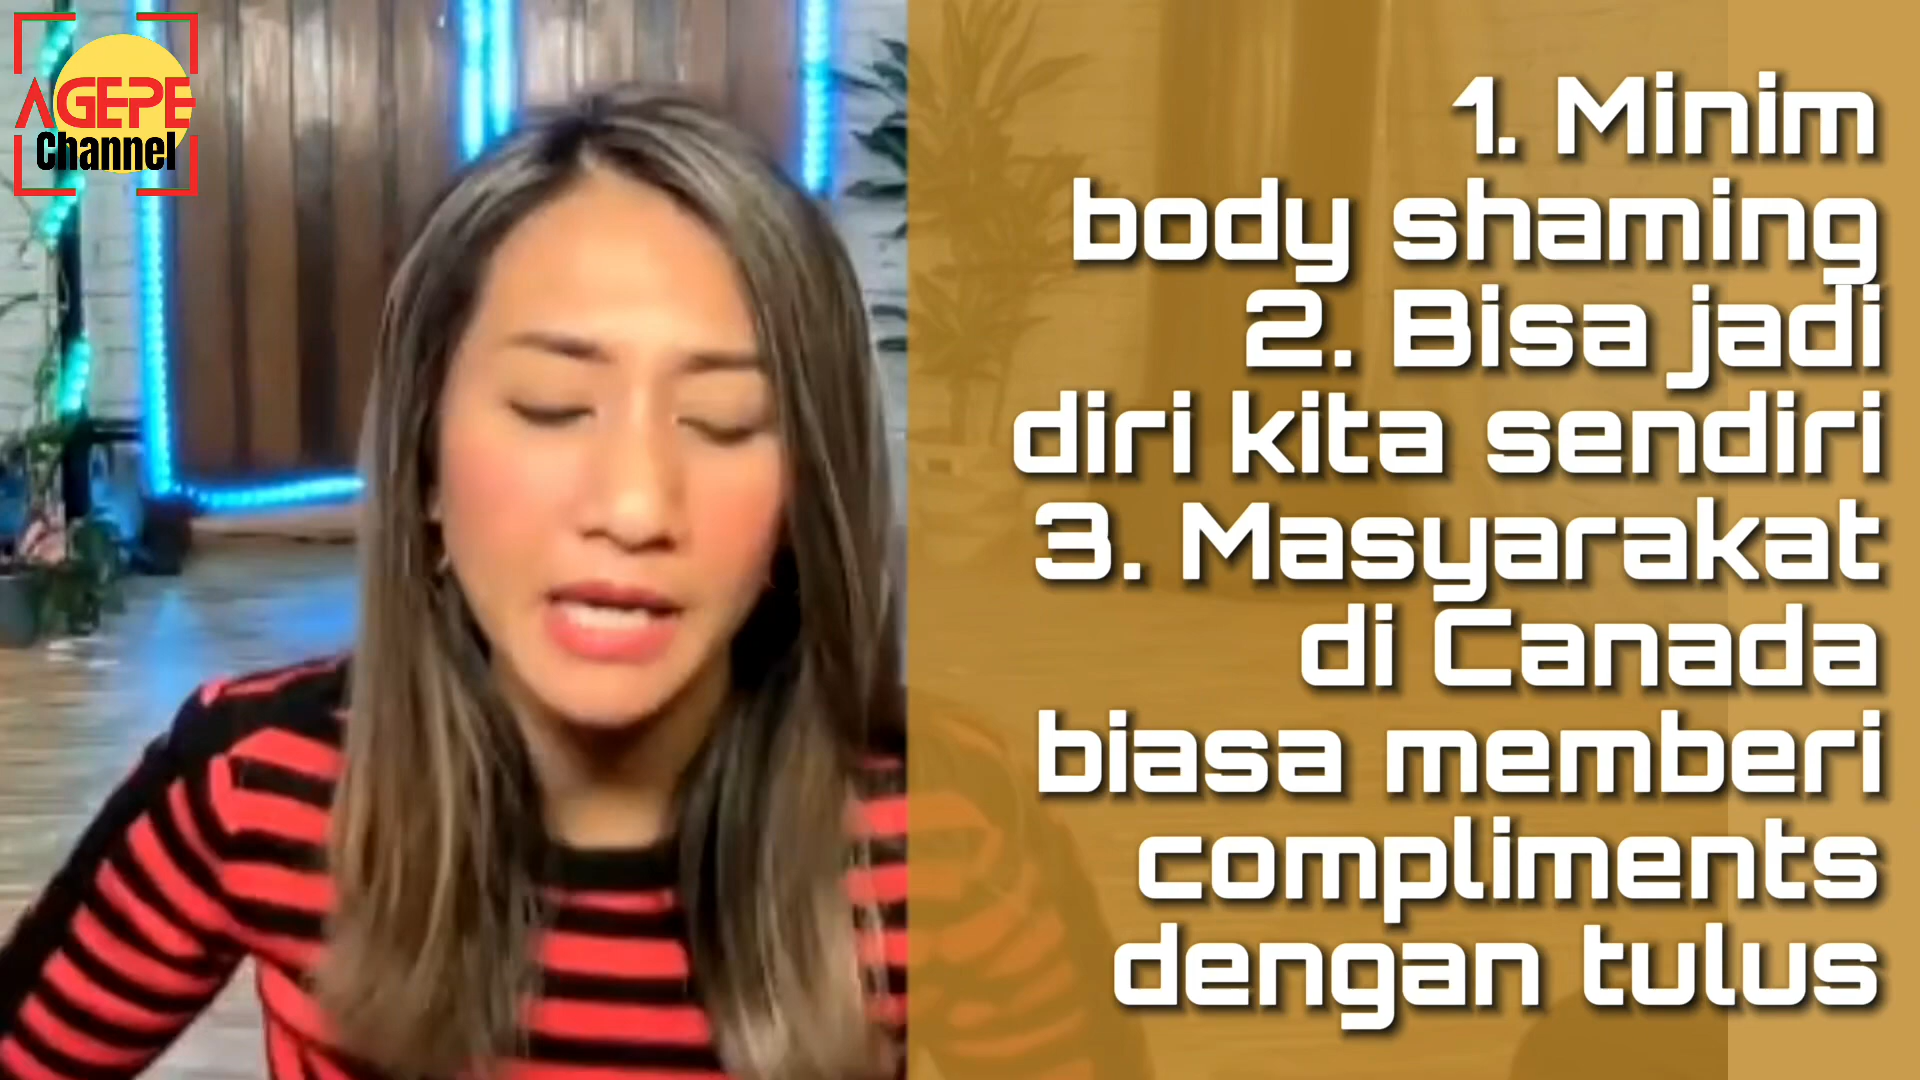 AGEPE
Channel
1. Minim
body shaming
2. Bisa jadi
diri kita sendiri
3. Masyarakat
di Canada
biasa memberi
compliments
dengan tulus